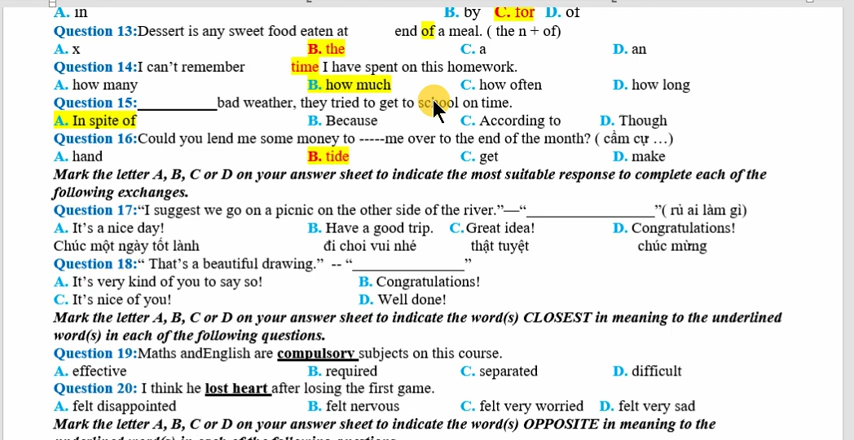 A. in B. by C. for D. of
Question 13:Dessert is any sweet food eaten at end of a meal. ( the n + of)
A. x B. the C. a D. an
Question 14:I can’t remember time I have spent on this homework.
A. how many B. how much C. how often D. how long
Question 15:____________bad weather, they tried to get to school on time.
A. In spite of B. Because C. According to D. Though
Question 16:Could you lend me some money to -----me over to the end of the month? ( cầm cự …)
A. hand B. tide C. get D. make
Mark the letter A, B, C or D on your answer sheet to indicate the most suitable response to complete each of the
following exchanges.
Question 17:“I suggest we go on a picnic on the other side of the river.”—“____________________”( rủ ai làm gì)
A. It’s a nice day! B. Have a good trip. C. Great idea! D. Congratulations!
Chúc một ngày tốt lành đi choi vui nhé thật tuyệt chúc mừng
Question 18:“ That’s a beautiful drawing.” -- “_________________”
A. It’s very kind of you to say so! B. Congratulations!
C. It’s nice of you! D. Well done!
Mark the letter A, B, C or D on your answer sheet to indicate the word(s) CLOSEST in meaning to the underlined
word(s) in each of the following questions.
Question 19:Maths andEnglish are compulsory subjects on this course.
A. effective B. required C. separated D. difficult
Question 20: I think he lost heart after losing the first game.
A. felt disappointed B. felt nervous C. felt very worried D. felt very sad
Mark the letter A, B, C or D on your answer sheet to indicate the word(s) OPPOSITE in meaning to the